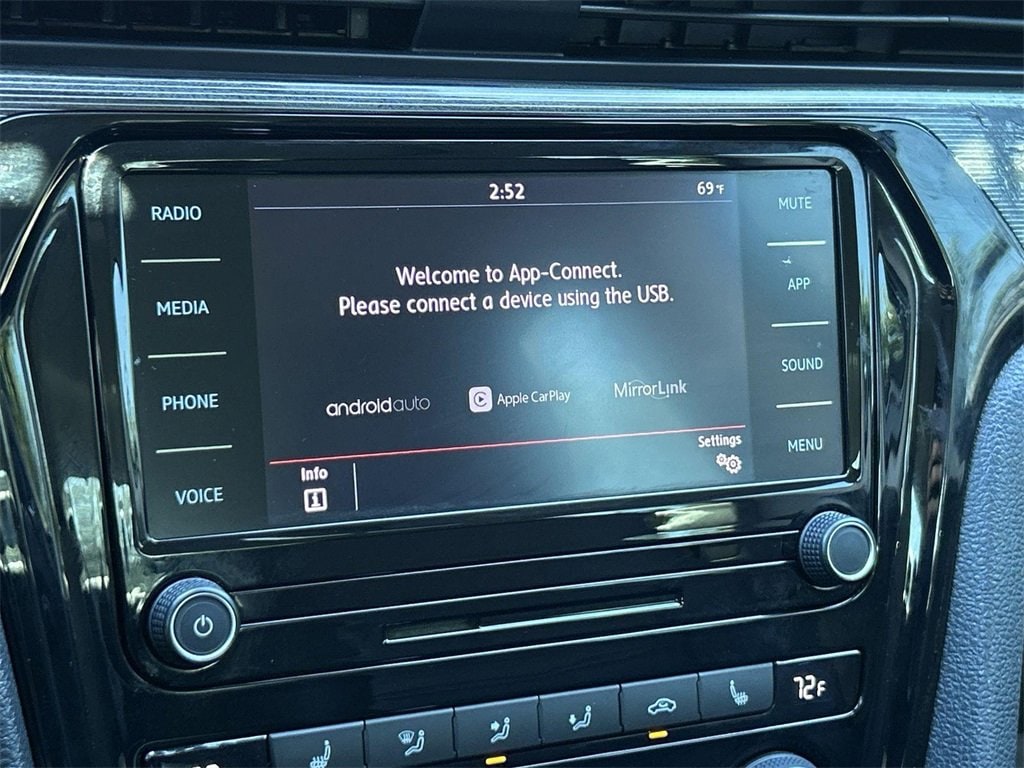 2:52
69°F
RADIO
MEDIA
PHONE
VOICE
Welcome to App-Connect.
Please connect a device using the USB.
androidauto
Apple CarPlay
MirrorLink
Info
Settings
MUTE
APP
SOUND
MENU
72F